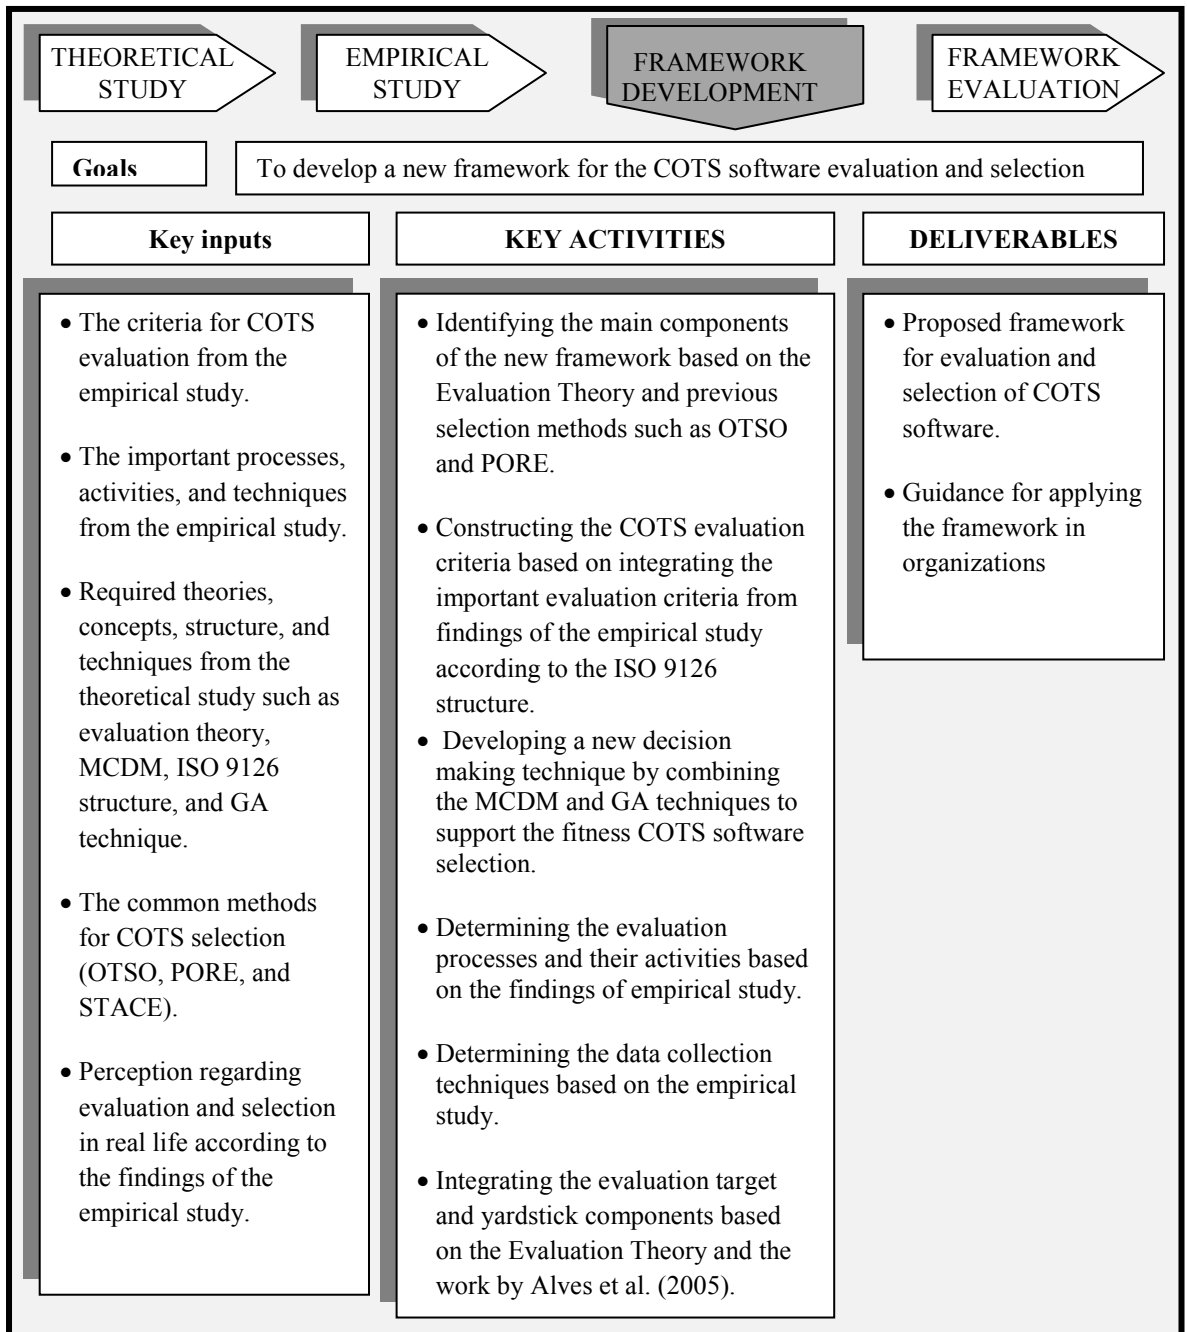 THEORETICAL
STUDY
EMPIRICAL
STUDY
FRAMEWORK
DEVELOPMENT
FRAMEWORK
EVALUATION
Goals
To develop a new framework for the COTS software evaluation and selection
Key inputs
• The criteria for COTS
evaluation from the
empirical study.
• The important processes,
activities, and techniques
from the empirical study.
• Required theories,
concepts, structure, and
techniques from the
theoretical study such as
evaluation theory,
MCDM, ISO 9126
structure, and GA
technique.
• The common methods
for COTS selection
(OTSO, PORE, and
STACE).
• Perception regarding
evaluation and selection
in real life according to
the findings of the
empirical study.
KEY ACTIVITIES
• Identifying the main components
of the new framework based on the
Evaluation Theory and previous
selection methods such as OTSO
and PORE.
• Constructing the COTS evaluation
criteria based on integrating the
important evaluation criteria from
findings of the empirical study
according to the ISO 9126
structure.
• Developing a new decision
making technique by combining
the MCDM and GA techniques to
support the fitness COTS software
selection.
• Determining the evaluation
processes and their activities based
on the findings of empirical study.
• Determining the data collection
techniques based on the empirical
study.
• Integrating the evaluation target
and yardstick components based
on the Evaluation Theory and the
work by Alves et al. (2005).
DELIVERABLES
• Proposed framework
for evaluation and
selection of COTS
software.
• Guidance for applying
the framework in
organizations